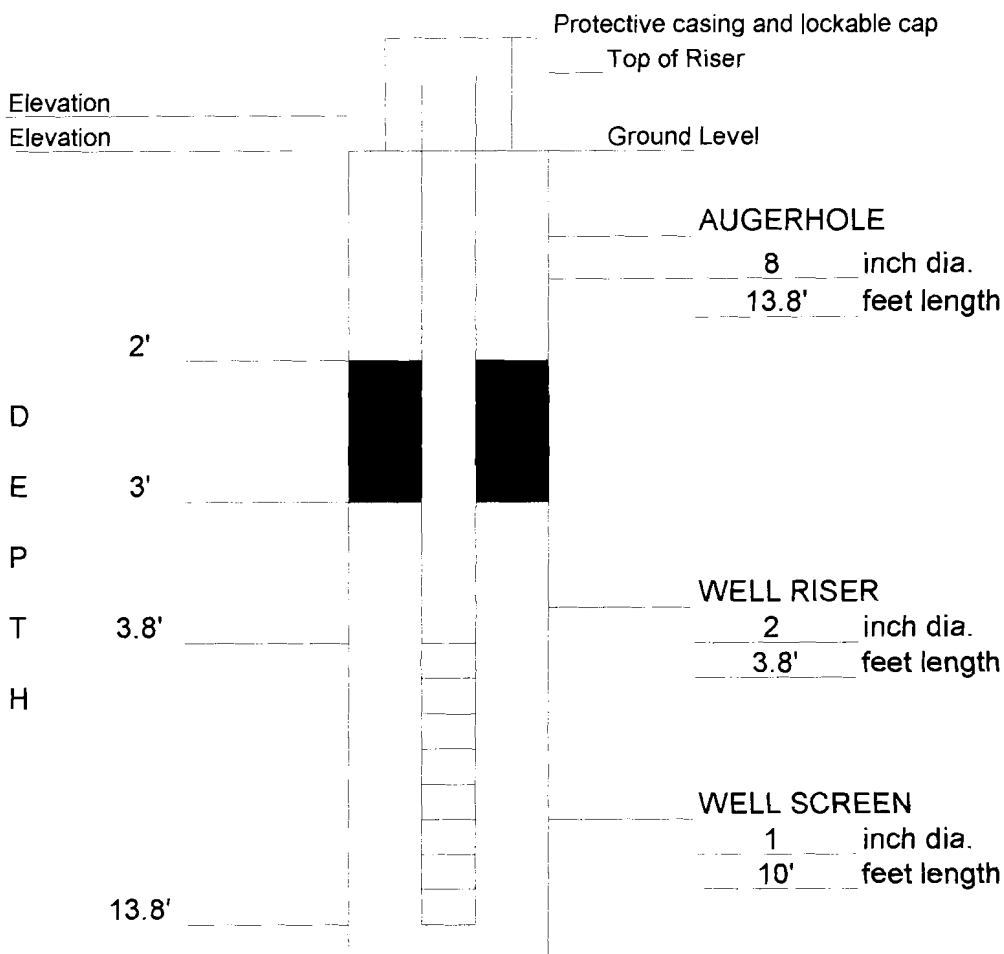 Protective casing and lockable cap
Top of Riser
Elevation
Elevation
Ground Level
AUGERHOLE
8 inch dia.
13.8' feet length
2'
D
E
3'
P
WELL RISER
T
3.8'
2 inch dia.
3.8' feet length
H
WELL SCREEN
1 inch dia.
10' feet length
13.8'